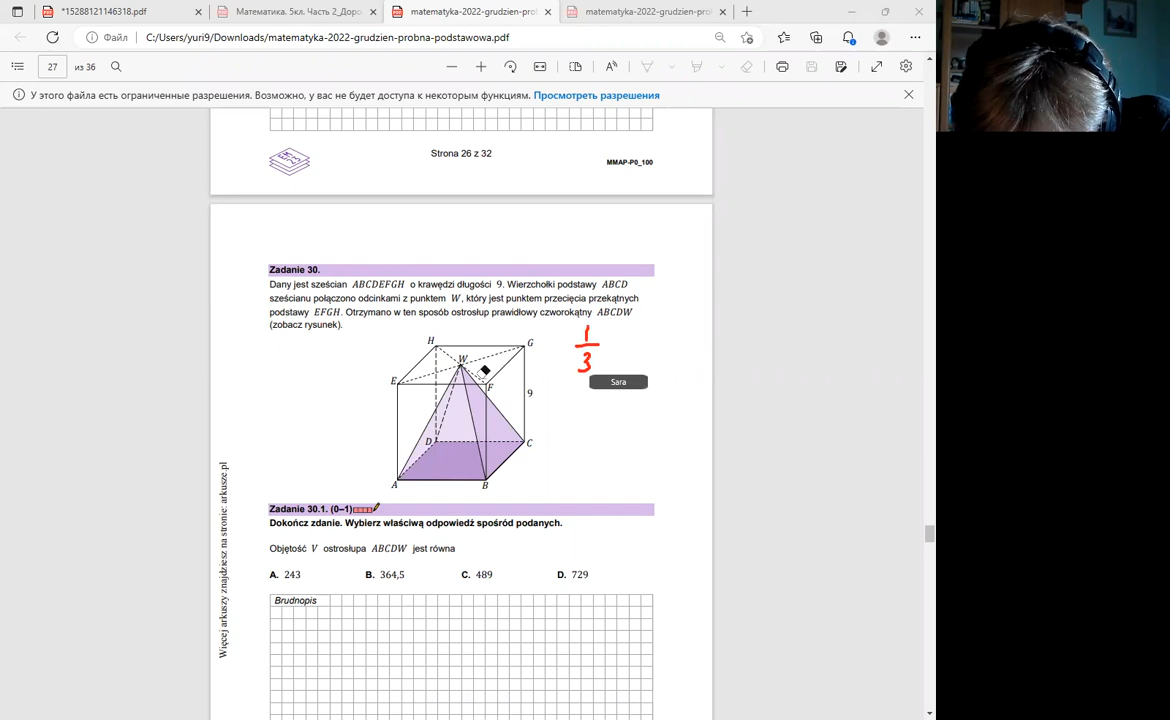 *15288121146318.pdf
Математика. 5кл. Часть 2_Доро
matematyka-2022-grudzien-pro
matematyka-2022-grudzien-pro
Файл
C:/Users/yuri9/Downloads/matematyka-2022-grudzien-probna-podstawowa.pdf
27 из 36
У этого файла есть ограниченные разрешения. Возможно, у вас не будет доступа к некоторым функциям. Просмотреть разрешения
Strona 26 z 32
MMAP-P0_100
Zadanie 30.
Dany jest sześcian ABCDEFGH o krawędzi długości 9. Wierzchołki podstawy ABCD
sześcianu połączono odcinkami z punktem W, który jest punktem przecięcia przekątnych
podstawy EFGH. Otrzymano w ten sposób ostrosłup prawidłowy czworokątny ABCDW
(zobacz rysunek).
1
3
Sara
H
G
W
E
F
9
D
C
A
B
Więcej arkuszy znajdziesz na stronie: arkusze.pl
Zadanie 30.1. (0–1)
Dokończ zdanie. Wybierz właściwą odpowiedź spośród podanych.
Objętość V ostrosłupa ABCDW jest równa
A. 243 B. 364,5 C. 489 D. 729
Brudnopis